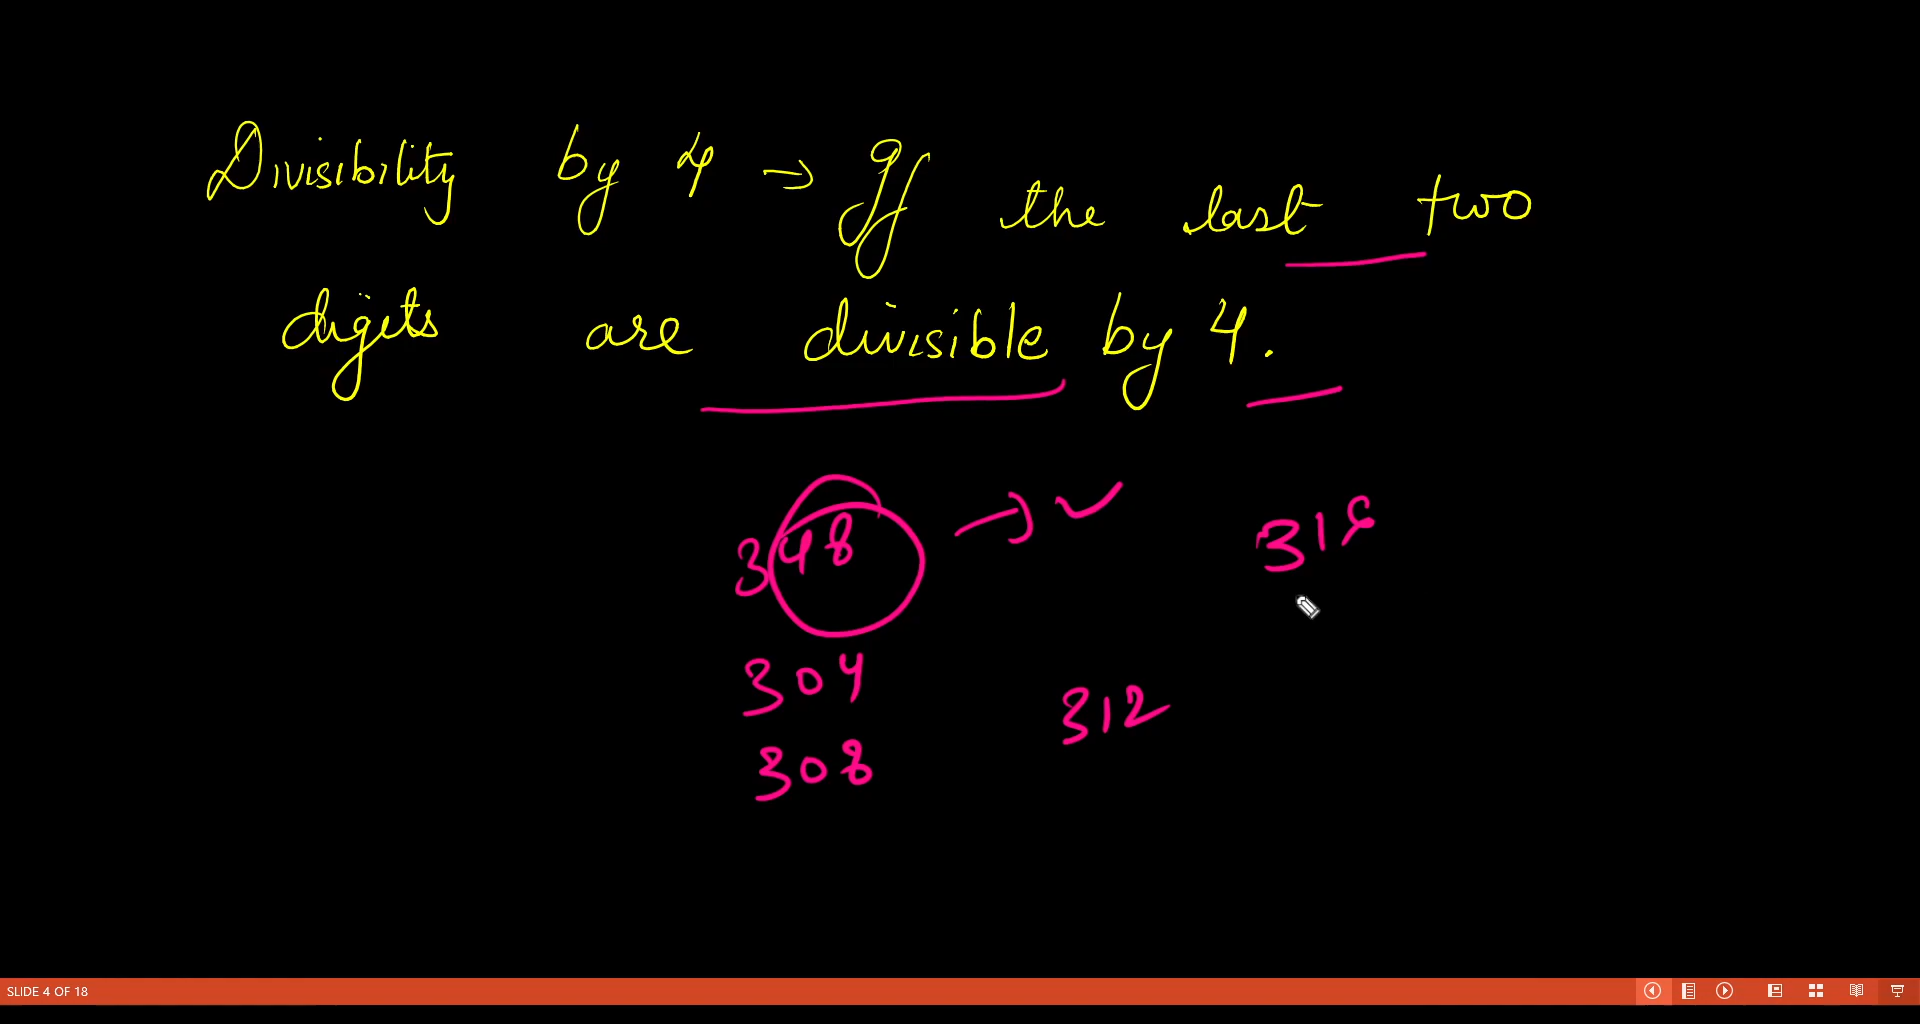 Divisibility by 4 → If the last two
digits are divisible by 4.
348 → ✓
304
308
312
SLIDE 4 OF 18